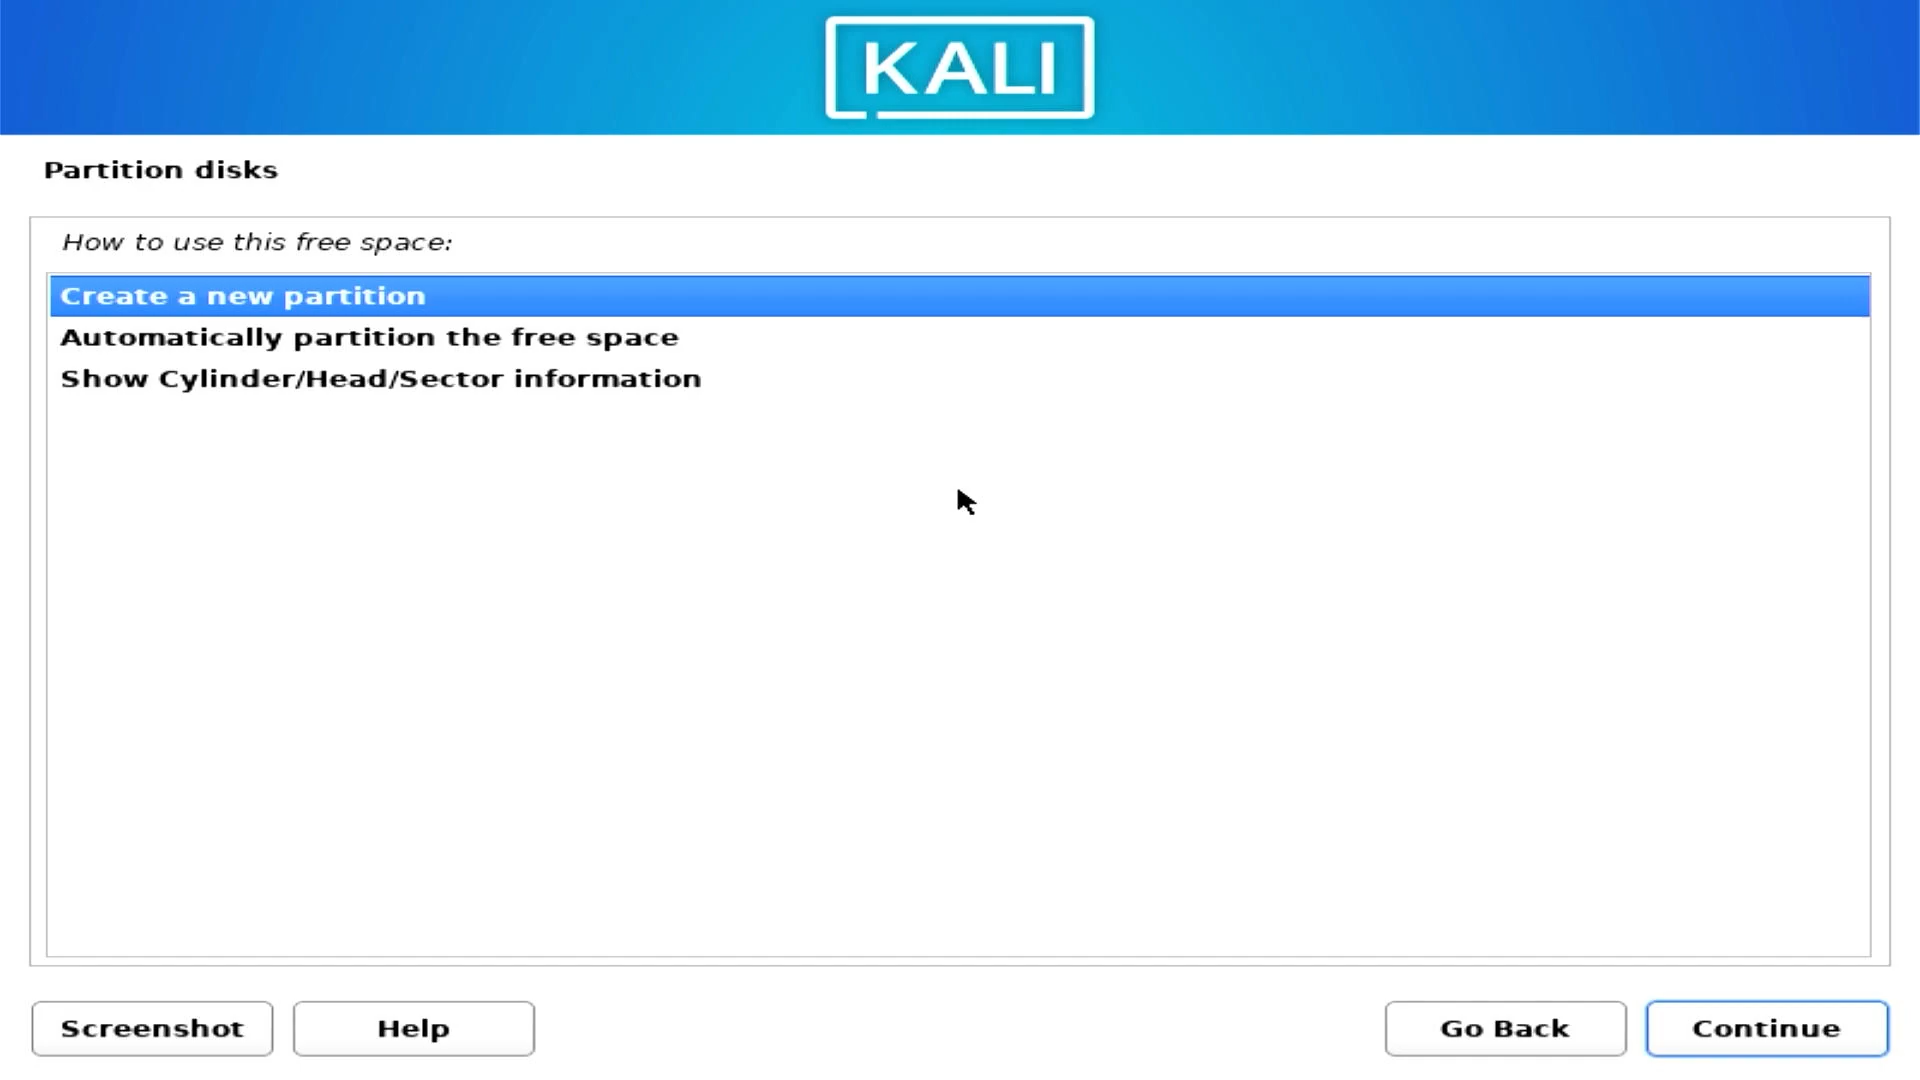 KALI
Partition disks
How to use this free space:
Create a new partition
Automatically partition the free space
Show Cylinder/Head/Sector information
Screenshot
Help
Go Back
Continue